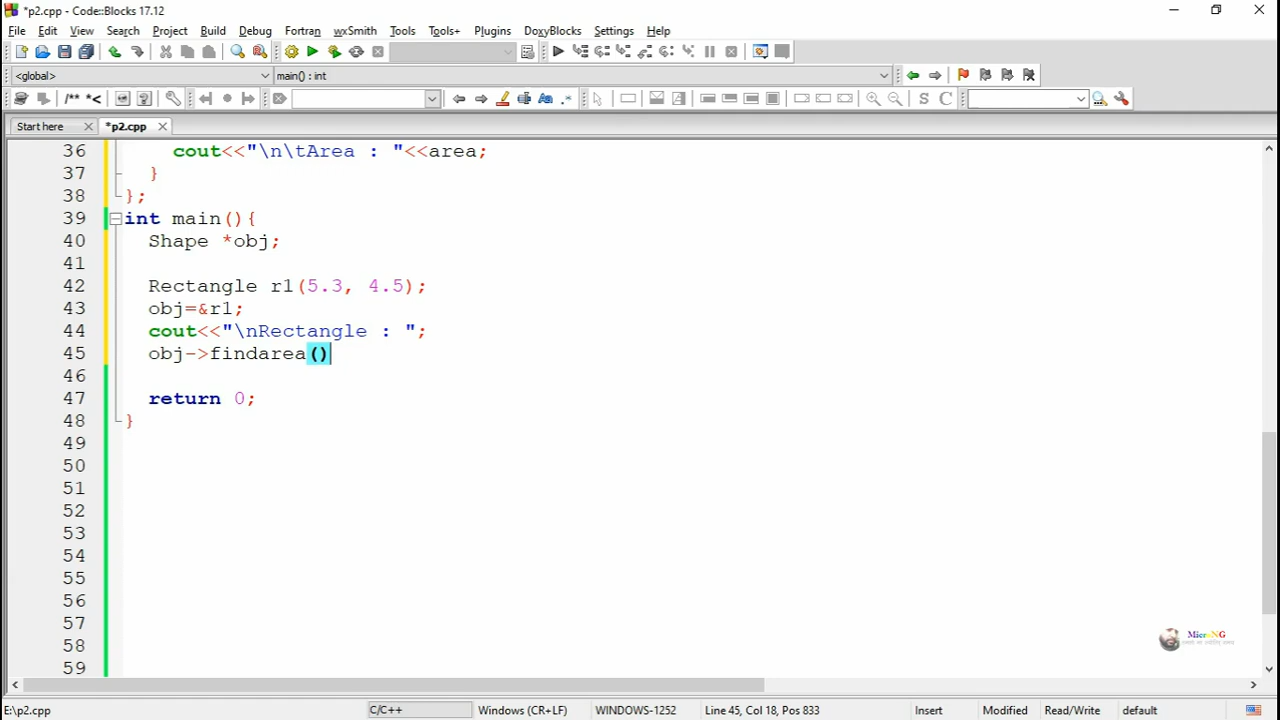 *p2.cpp - Code::Blocks 17.12
File Edit View Search Project Build Debug Fortran wxSmith Tools Tools+ Plugins DoxyBlocks Settings Help
<global> main() : int
/** *< S C
Start here *p2.cpp
36 cout<<"\n\tArea : "<<area;
37 }
38 };
39 int main(){
40 Shape *obj;
41
42 Rectangle r1(5.3, 4.5);
43 obj=&r1;
44 cout<<"\nRectangle : ";
45 obj->findarea()
46
47 return 0;
48 }
49
50
51
52
53
54
55
56
57
58
59
MicroNG
E:\p2.cpp C/C++ Windows (CR+LF) WINDOWS-1252 Line 45, Col 18, Pos 833 Insert Modified Read/Write default